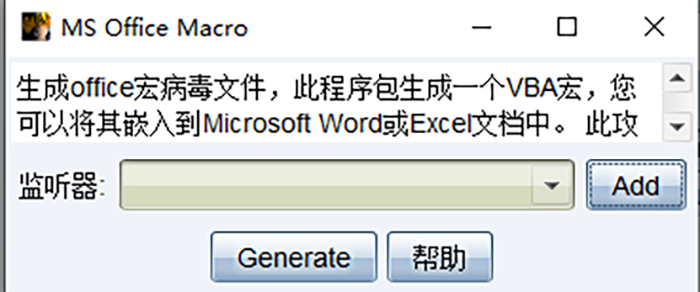 MS Office Macro
生成office宏病毒文件，此程序包生成一个VBA宏，您
可以将其嵌入到Microsoft Word或Excel文档中。 此攻
监听器:
Add
Generate
帮助